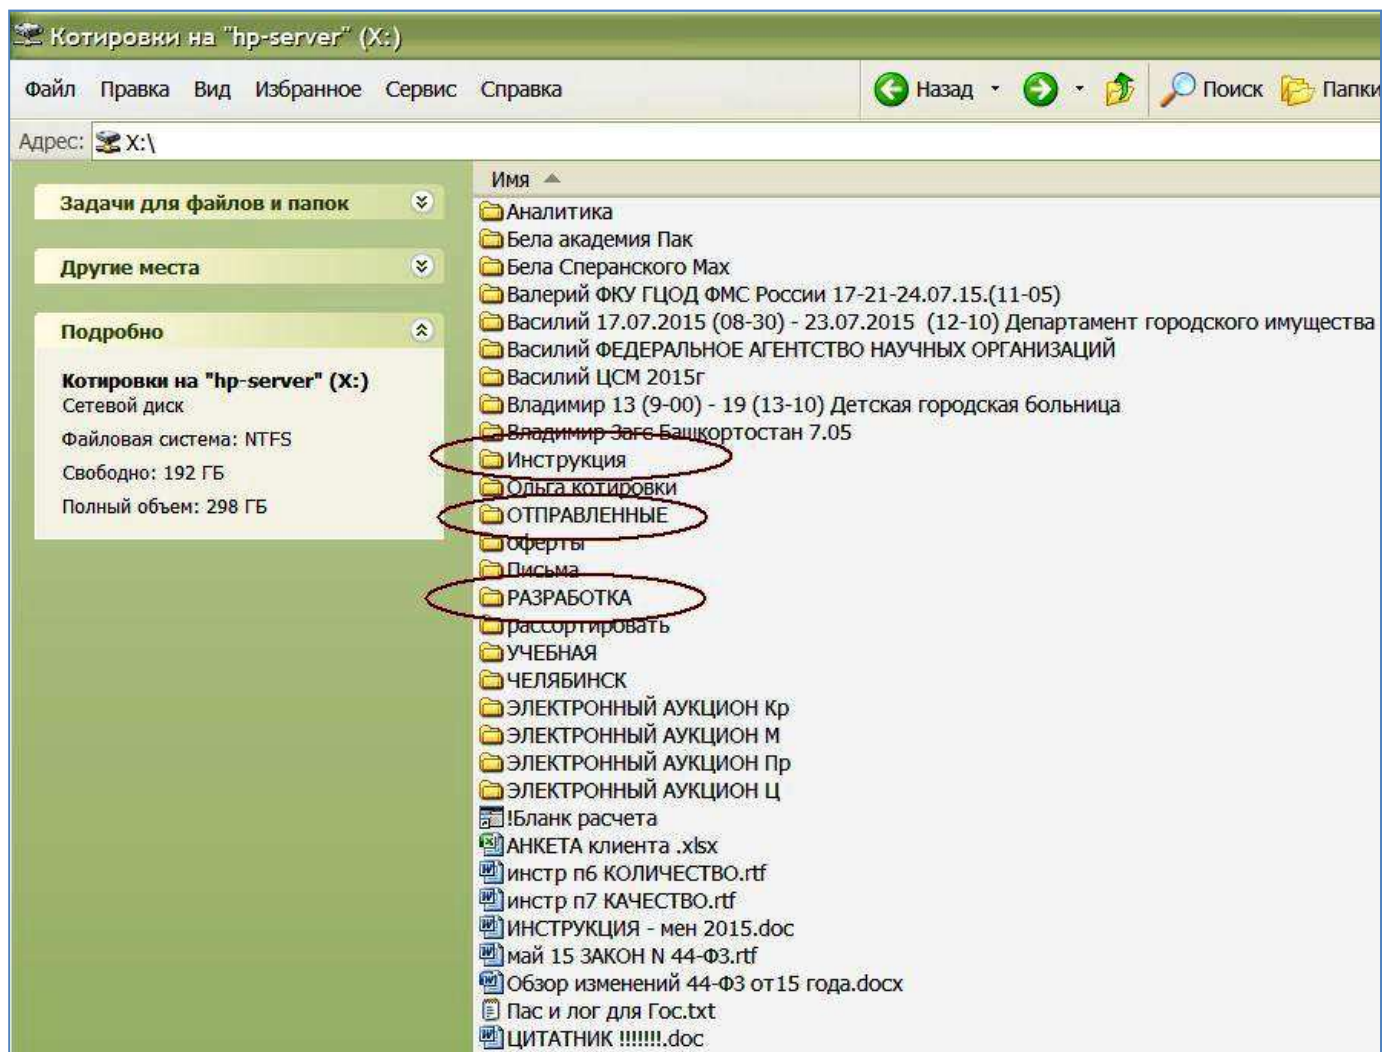 Котировки на "hp-server" (X:)
Файл Правка Вид Избранное Сервис Справка Назад Поиск Папки
Адрес: X:\
Задачи для файлов и папок
Другие места
Подробно
Котировки на "hp-server" (X:)
Сетевой диск
Файловая система: NTFS
Свободно: 192 ГБ
Полный объем: 298 ГБ
Имя
Аналитика
Бела академия Пак
Бела Сперанского Мах
Валерий ФКУ ГЦОД ФМС России 17-21-24.07.15.(11-05)
Василий 17.07.2015 (08-30) - 23.07.2015 (12-10) Департамент городского имущества
Василий ФЕДЕРАЛЬНОЕ АГЕНТСТВО НАУЧНЫХ ОРГАНИЗАЦИЙ
Василий ЦСМ 2015г
Владимир 13 (9-00) - 19 (13-10) Детская городская больница
Владимир Загс Башкортостан 7.05
Инструкция
Ольга котировки
ОТПРАВЛЕННЫЕ
оферты
Письма
РАЗРАБОТКА
рассортировать
УЧЕБНАЯ
ЧЕЛЯБИНСК
ЭЛЕКТРОННЫЙ АУКЦИОН Кр
ЭЛЕКТРОННЫЙ АУКЦИОН М
ЭЛЕКТРОННЫЙ АУКЦИОН Пр
ЭЛЕКТРОННЫЙ АУКЦИОН Ц
!Бланк расчета
АНКЕТА клиента .xlsx
инстр п6 КОЛИЧЕСТВО.rtf
инстр п7 КАЧЕСТВО.rtf
ИНСТРУКЦИЯ - мен 2015.doc
май 15 ЗАКОН N 44-ФЗ.rtf
Обзор изменений 44-ФЗ от15 года.docx
Пас и лог для Гос.txt
ЦИТАТНИК !!!!!!!.doc